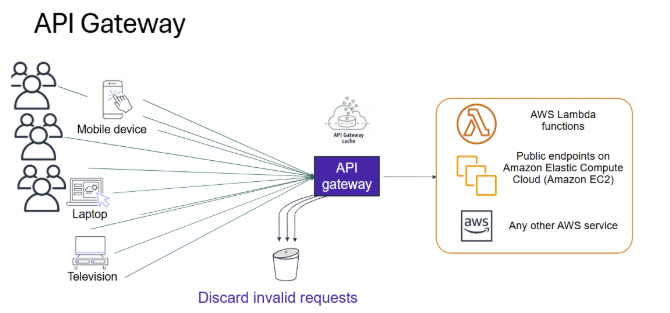 API Gateway
Mobile device
Laptop
Television
API Gateway
cache
API
gateway
Discard invalid requests
AWS Lambda
functions
Public endpoints on
Amazon Elastic Compute
Cloud (Amazon EC2)
aws
Any other AWS service